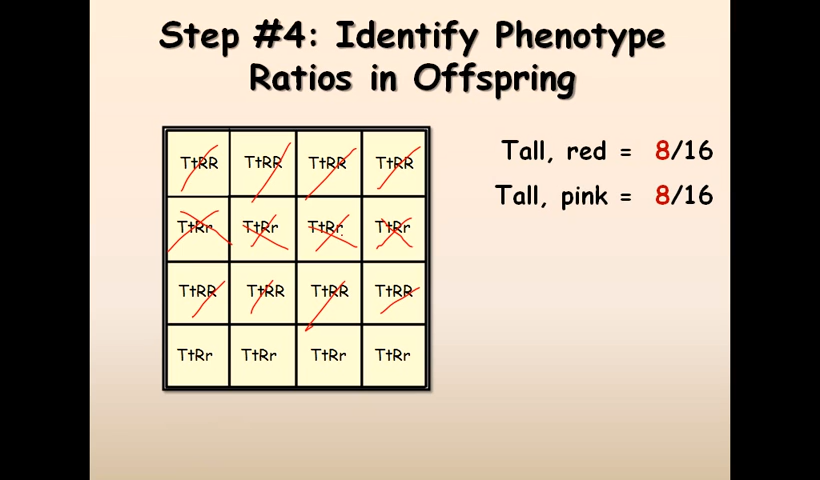 Step #4: Identify Phenotype
Ratios in Offspring
TtRR TtRR TtRR TtRR
TtRr TtRr TtRr TtRr
TtRR TtRR TtRR TtRR
TtRr TtRr TtRr TtRr
Tall, red = 8/16
Tall, pink = 8/16